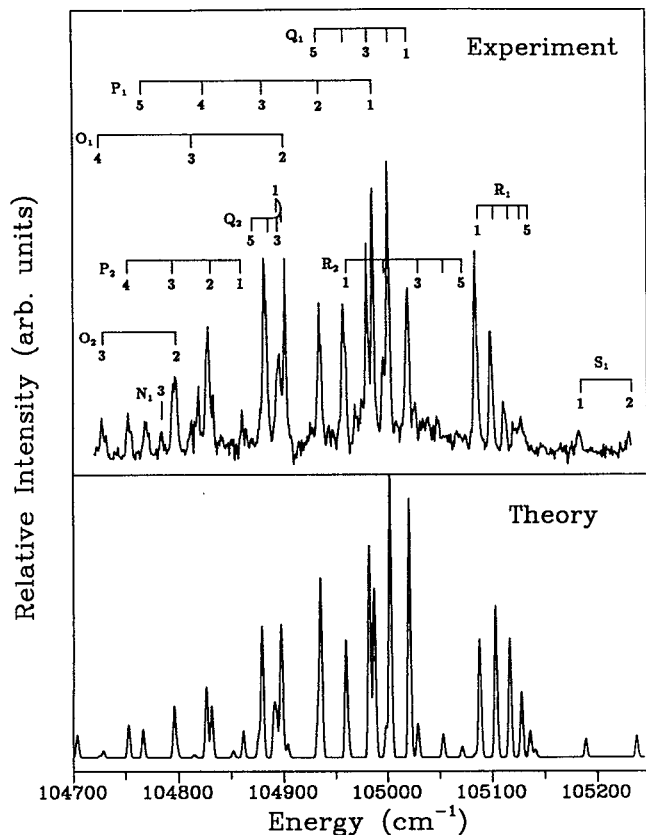 Q₁
5 3 1
Experiment
P₁
5 4 3 2 1
O₁
4 3 2
1
Q₂
5 3
R₁
1 5
P₂
4 3 2 1
R₂
1 3 5
O₂
3 2
N₁ 3
S₁
1 2
Theory
Relative Intensity (arb. units)
104700 104800 104900 105000 105100 105200
Energy (cm⁻¹)